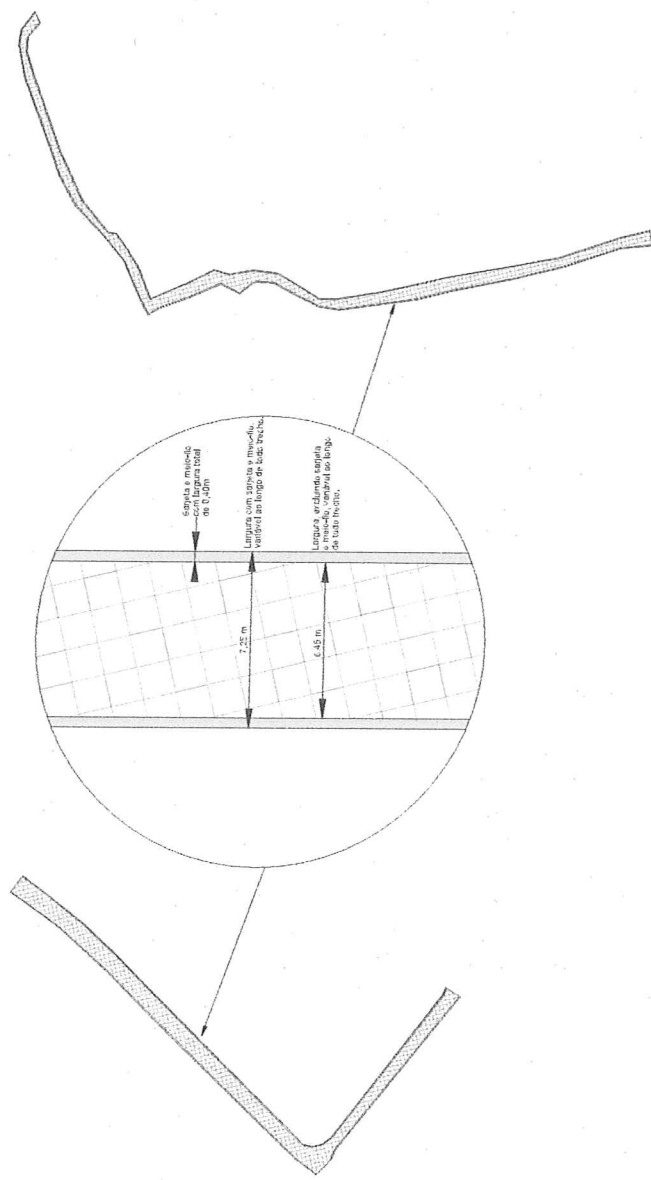 Sarjeta e meio-fio
com largura total
de 0,40m
Largura com sarjeta e meio-fio,
variável ao longo de todo trecho.
7,25 m
Largura, excluindo sarjeta
e meio-fio, variável ao longo
de todo trecho.
6,45 m